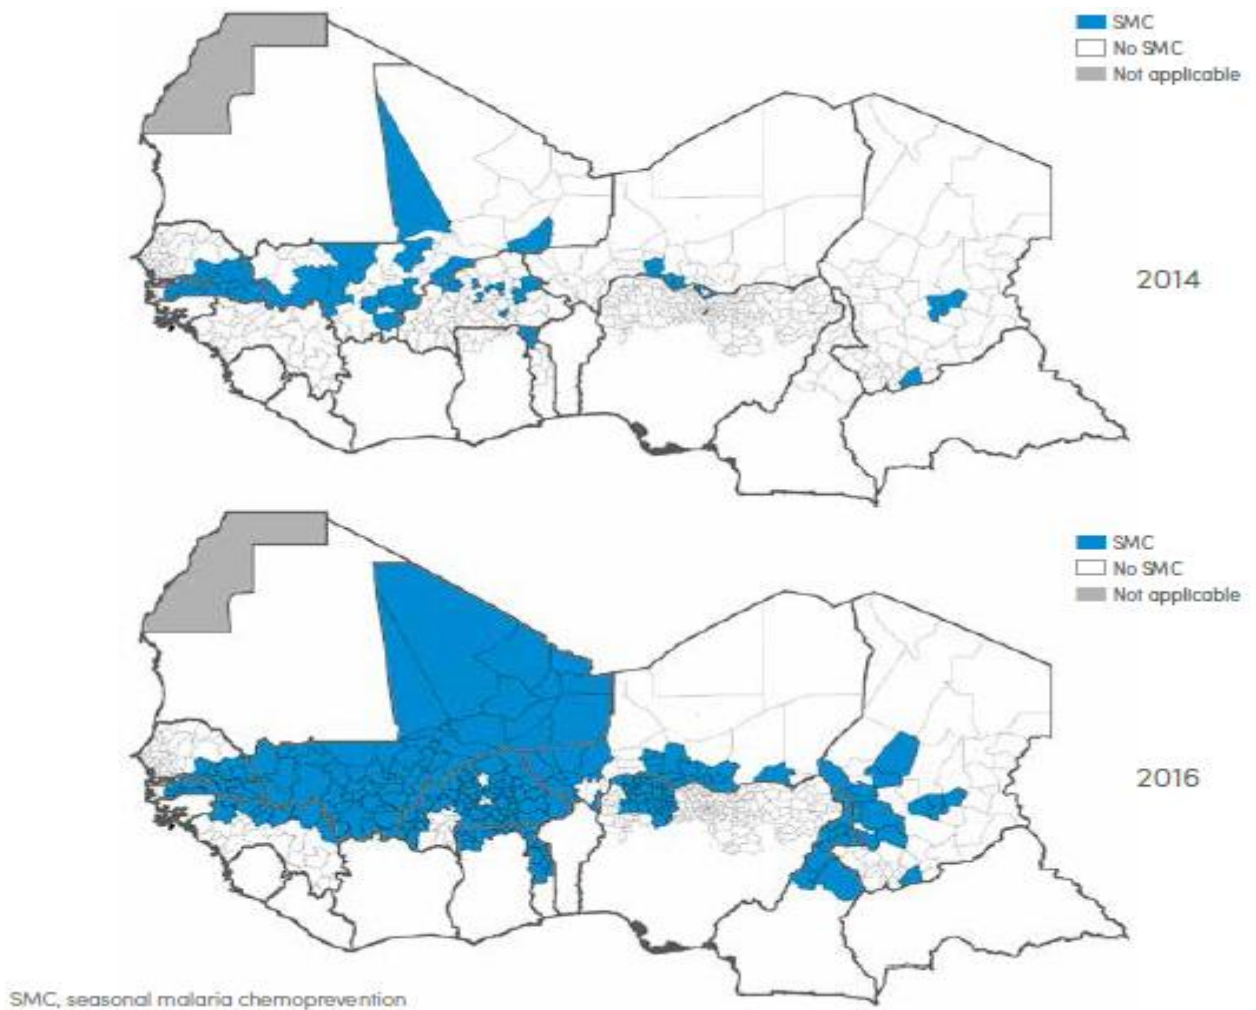 SMC
No SMC
Not applicable
2014
SMC
No SMC
Not applicable
2016
SMC, seasonal malaria chemoprevention